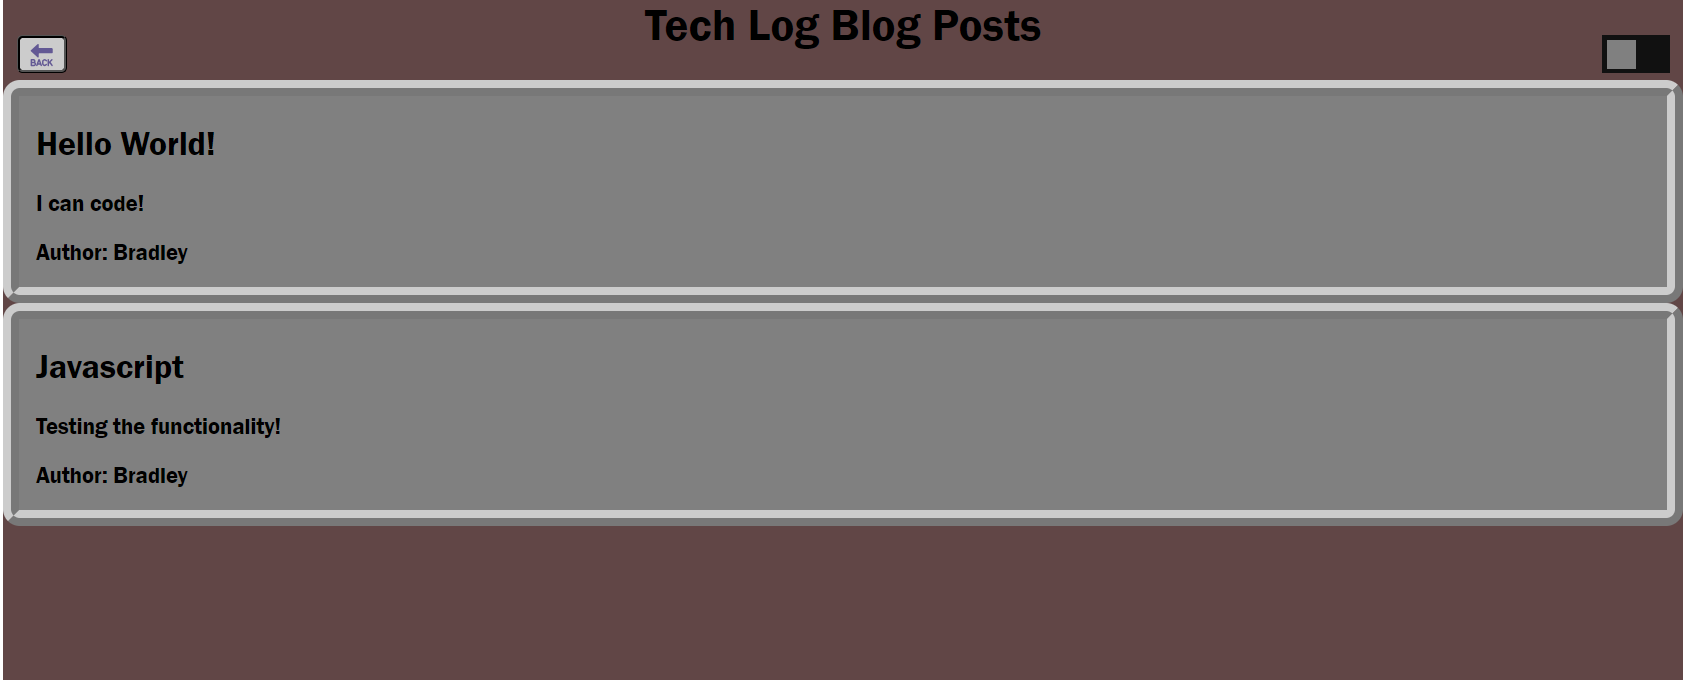 Tech Log Blog Posts
BACK
Hello World!
I can code!
Author: Bradley
Javascript
Testing the functionality!
Author: Bradley